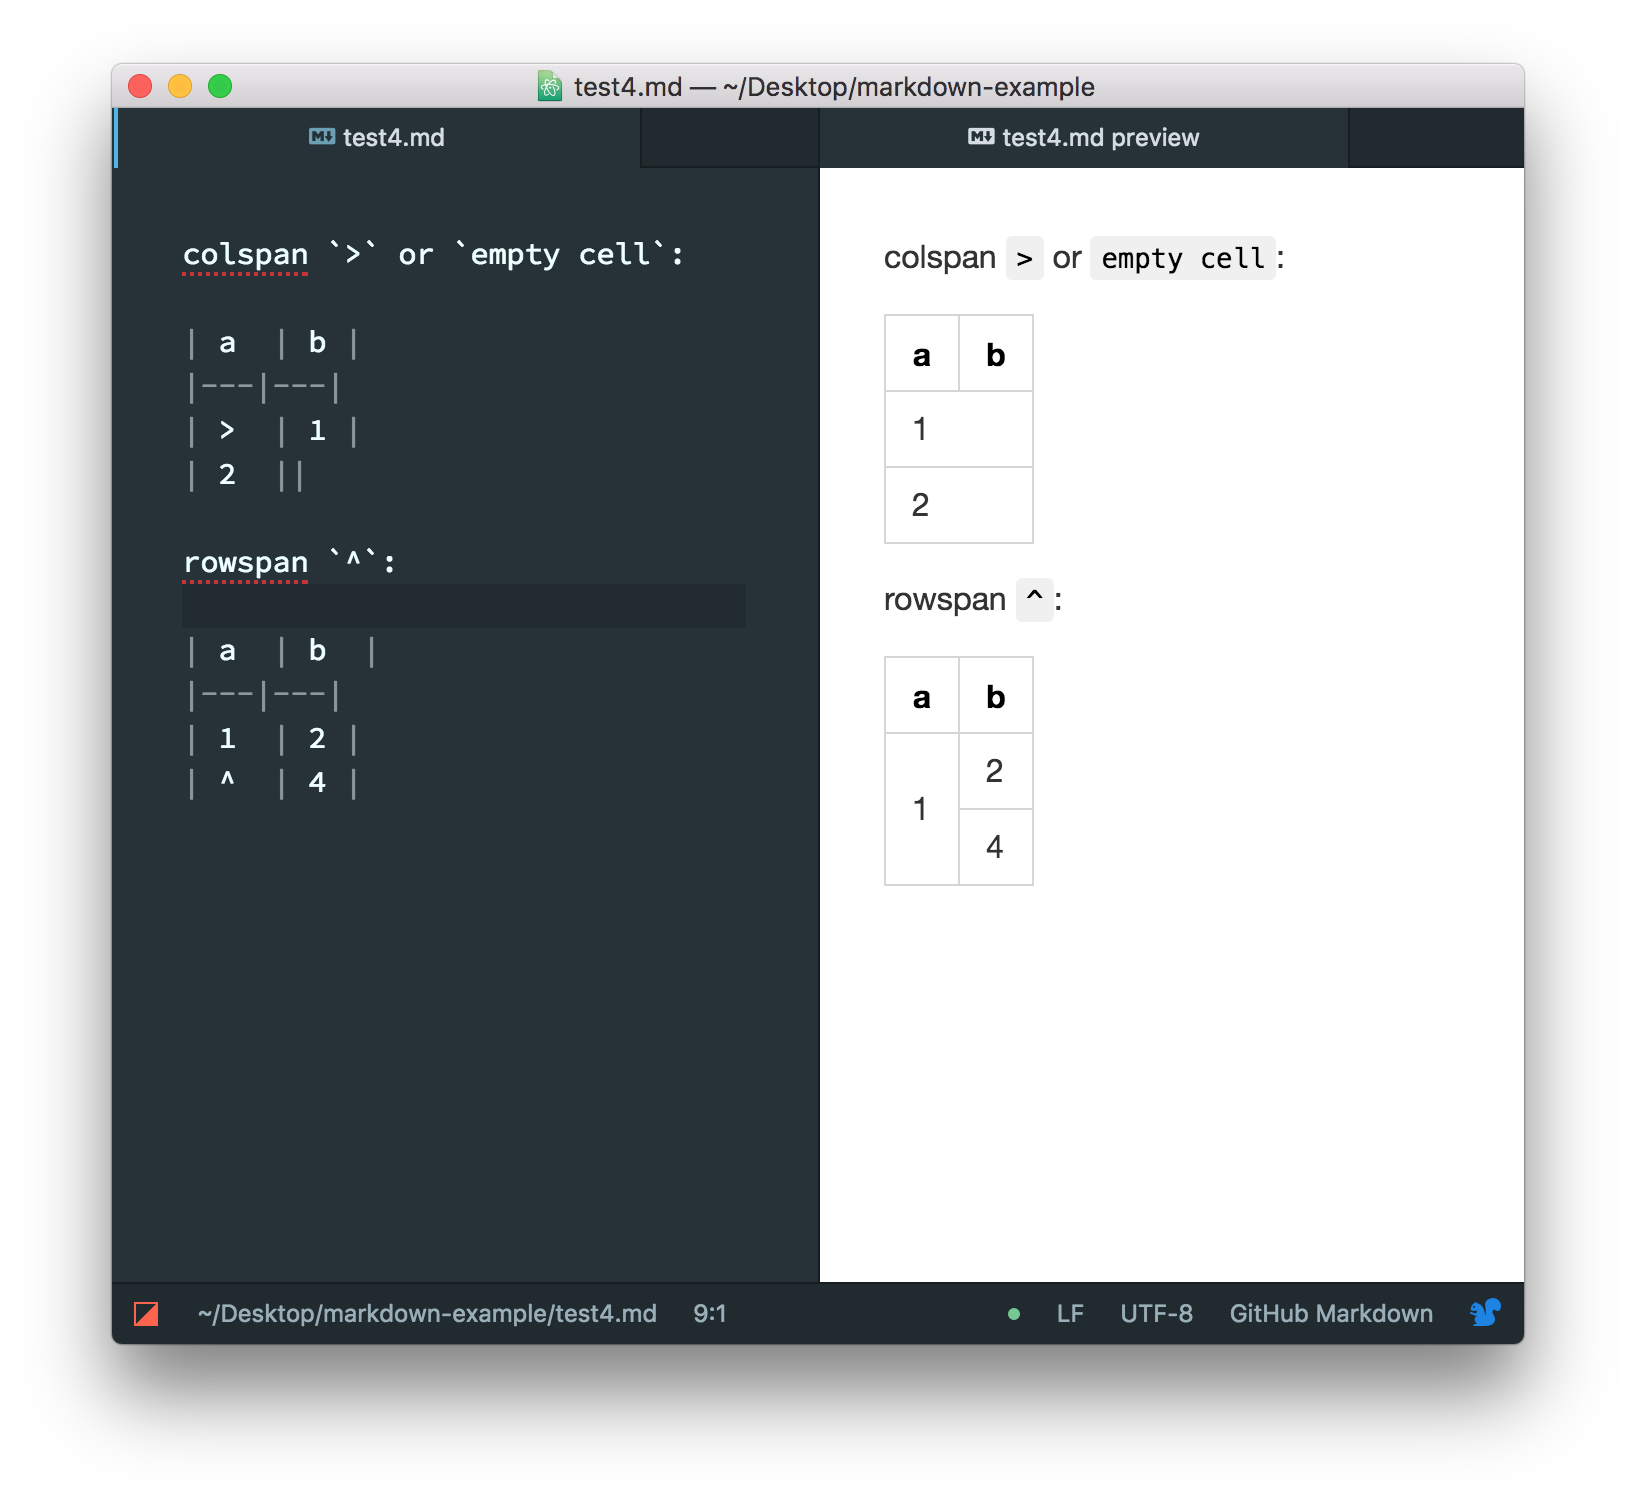 test4.md — ~/Desktop/markdown-example
test4.md
test4.md preview
colspan `>` or `empty cell`:
| a  | b |
|---|---|
| >  | 1 |
| 2  ||
rowspan `^`:
| a  | b  |
|---|---|
| 1  | 2 |
| ^  | 4 |
colspan > or empty cell:
a b
1
2
rowspan ^:
a b
2
1
4
~/Desktop/markdown-example/test4.md 9:1
LF UTF-8 GitHub Markdown